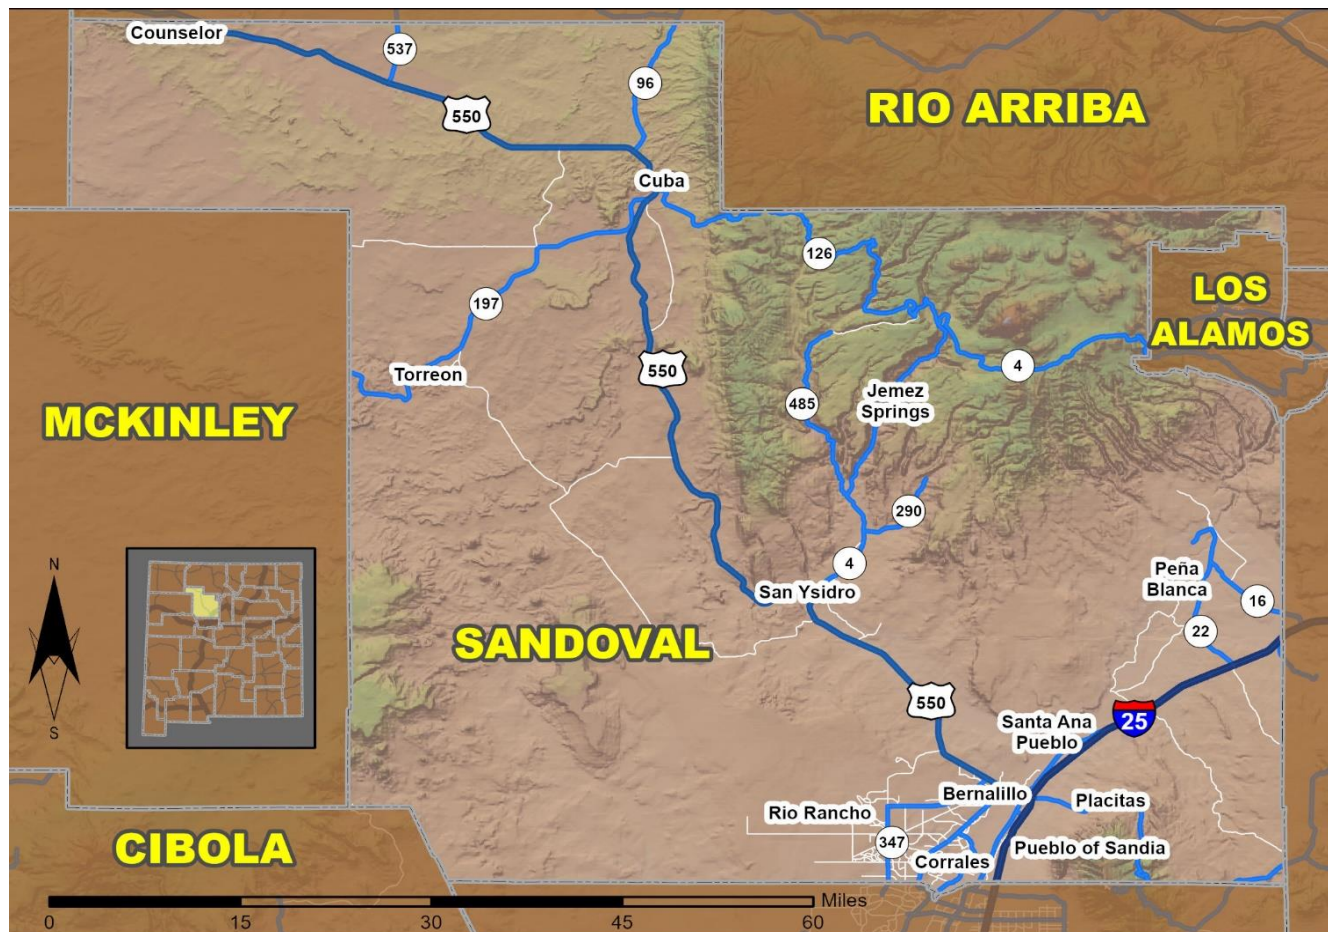 Counselor
537
96
550
RIO ARRIBA
Cuba
126
LOS
ALAMOS
197
Torreon
550
4
485
Jemez
Springs
MCKINLEY
290
4
N
S
San Ysidro
Peña
Blanca
16
22
SANDOVAL
550
Santa Ana
Pueblo
25
Bernalillo
Placitas
Rio Rancho
347
Corrales
Pueblo of Sandia
CIBOLA
Miles
0 15 30 45 60